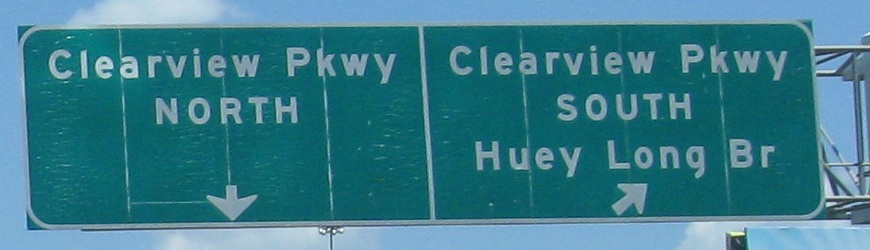 Clearview Pkwy
NORTH
Clearview Pkwy
SOUTH
Huey Long Br